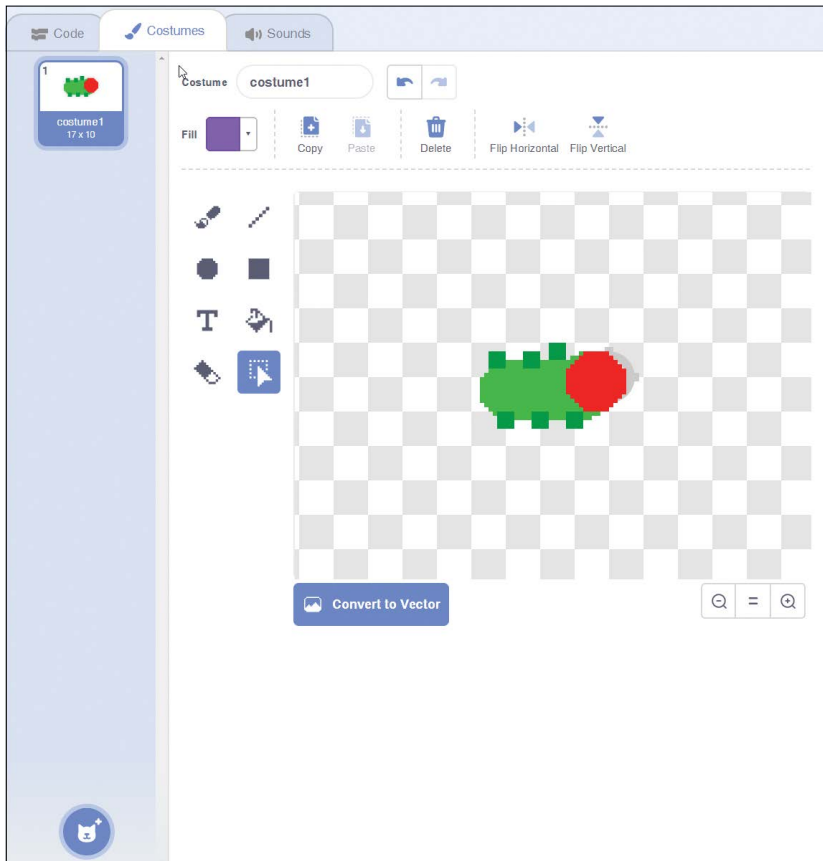 Code
Costumes
Sounds
1
costume1
17 x 10
Costume
costume1
Fill
Copy
Paste
Delete
Flip Horizontal
Flip Vertical
T
Convert to Vector